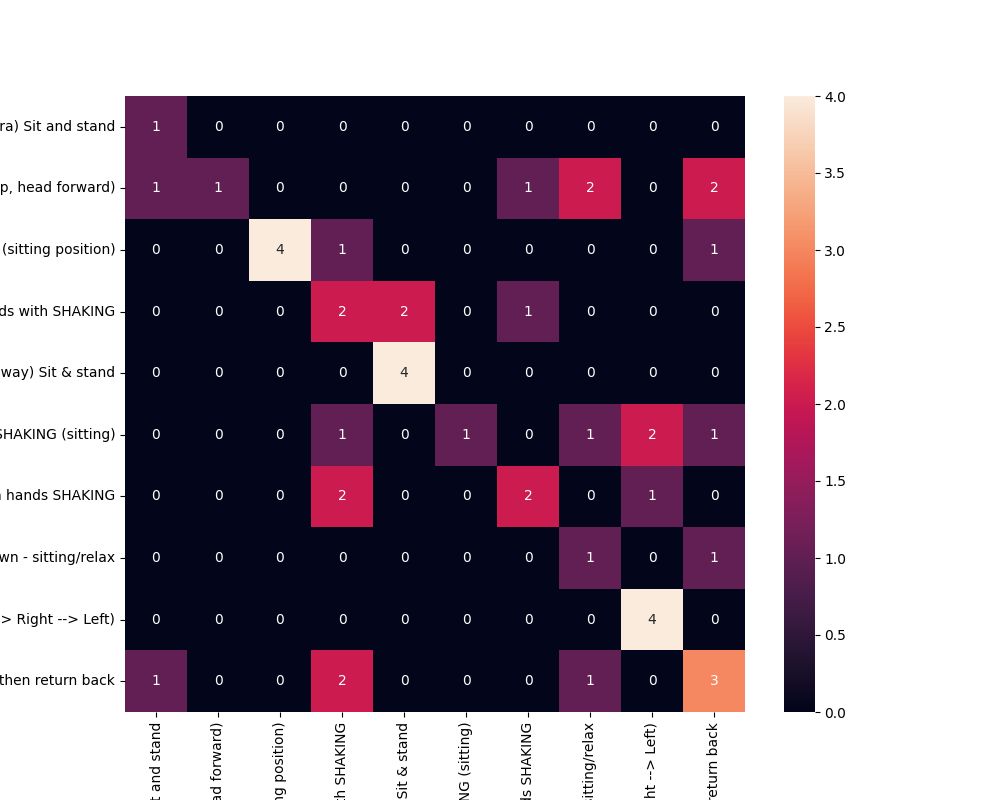 ra) Sit and stand
1 0 0 0 0 0 0 0 0 0
p, head forward)
1 1 0 0 0 0 1 2 0 2
(sitting position)
0 0 4 1 0 0 0 0 0 1
ds with SHAKING
0 0 0 2 2 0 1 0 0 0
way) Sit & stand
0 0 0 0 4 0 0 0 0 0
SHAKING (sitting)
0 0 0 1 0 1 0 1 2 1
hands SHAKING
0 0 0 2 0 0 2 0 1 0
wn - sitting/relax
0 0 0 0 0 0 0 1 0 1
> Right --> Left)
0 0 0 0 0 0 0 0 4 0
then return back
1 0 0 2 0 0 0 1 0 3
t and stand
ad forward)
ng position)
th SHAKING
Sit & stand
NG (sitting)
ds SHAKING
sitting/relax
ht --> Left)
return back
4.0
3.5
3.0
2.5
2.0
1.5
1.0
0.5
0.0